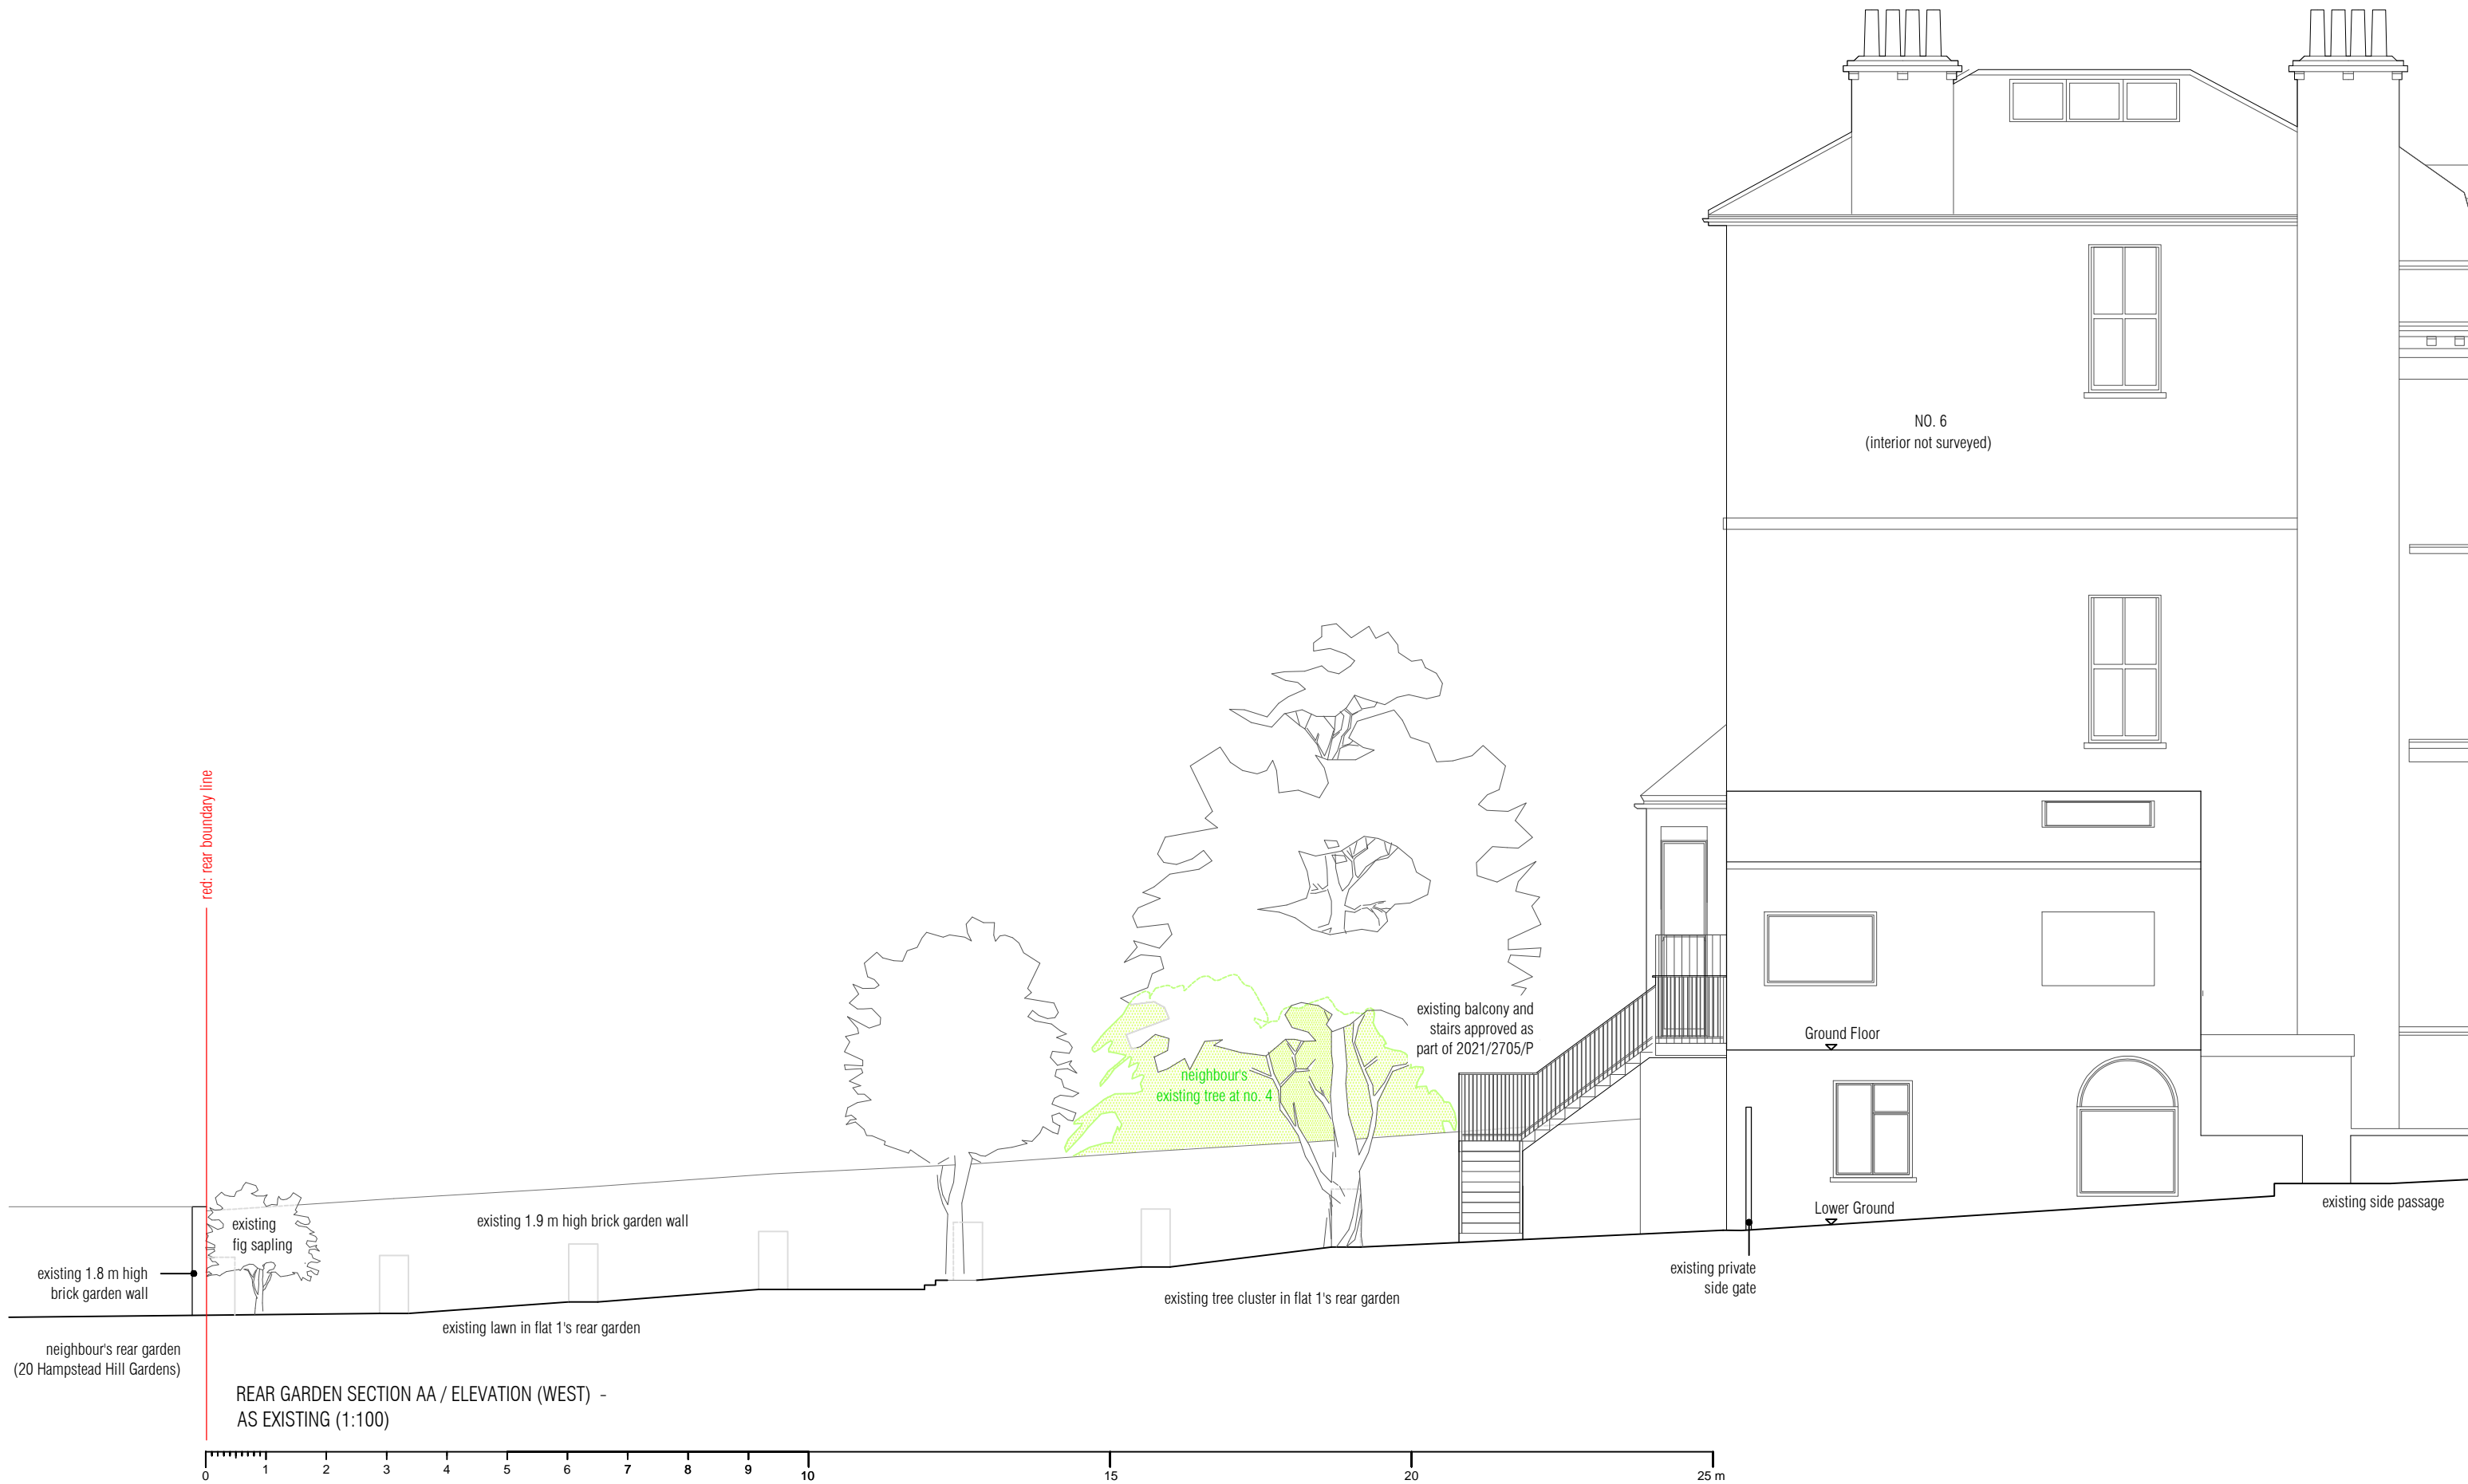 NO. 6
(interior not surveyed)
red: rear boundary line
existing balcony and
stairs approved as
part of 2021/2705/P
Ground Floor
neighbour's
existing tree at no. 4
existing 1.9 m high brick garden wall
existing
fig sapling
Lower Ground
existing side passage
existing 1.8 m high
brick garden wall
existing private
side gate
existing tree cluster in flat 1's rear garden
existing lawn in flat 1's rear garden
neighbour's rear garden
(20 Hampstead Hill Gardens)
REAR GARDEN SECTION AA / ELEVATION (WEST) -
AS EXISTING (1:100)
0 1 2 3 4 5 6 7 8 9 10 15 20 25 m